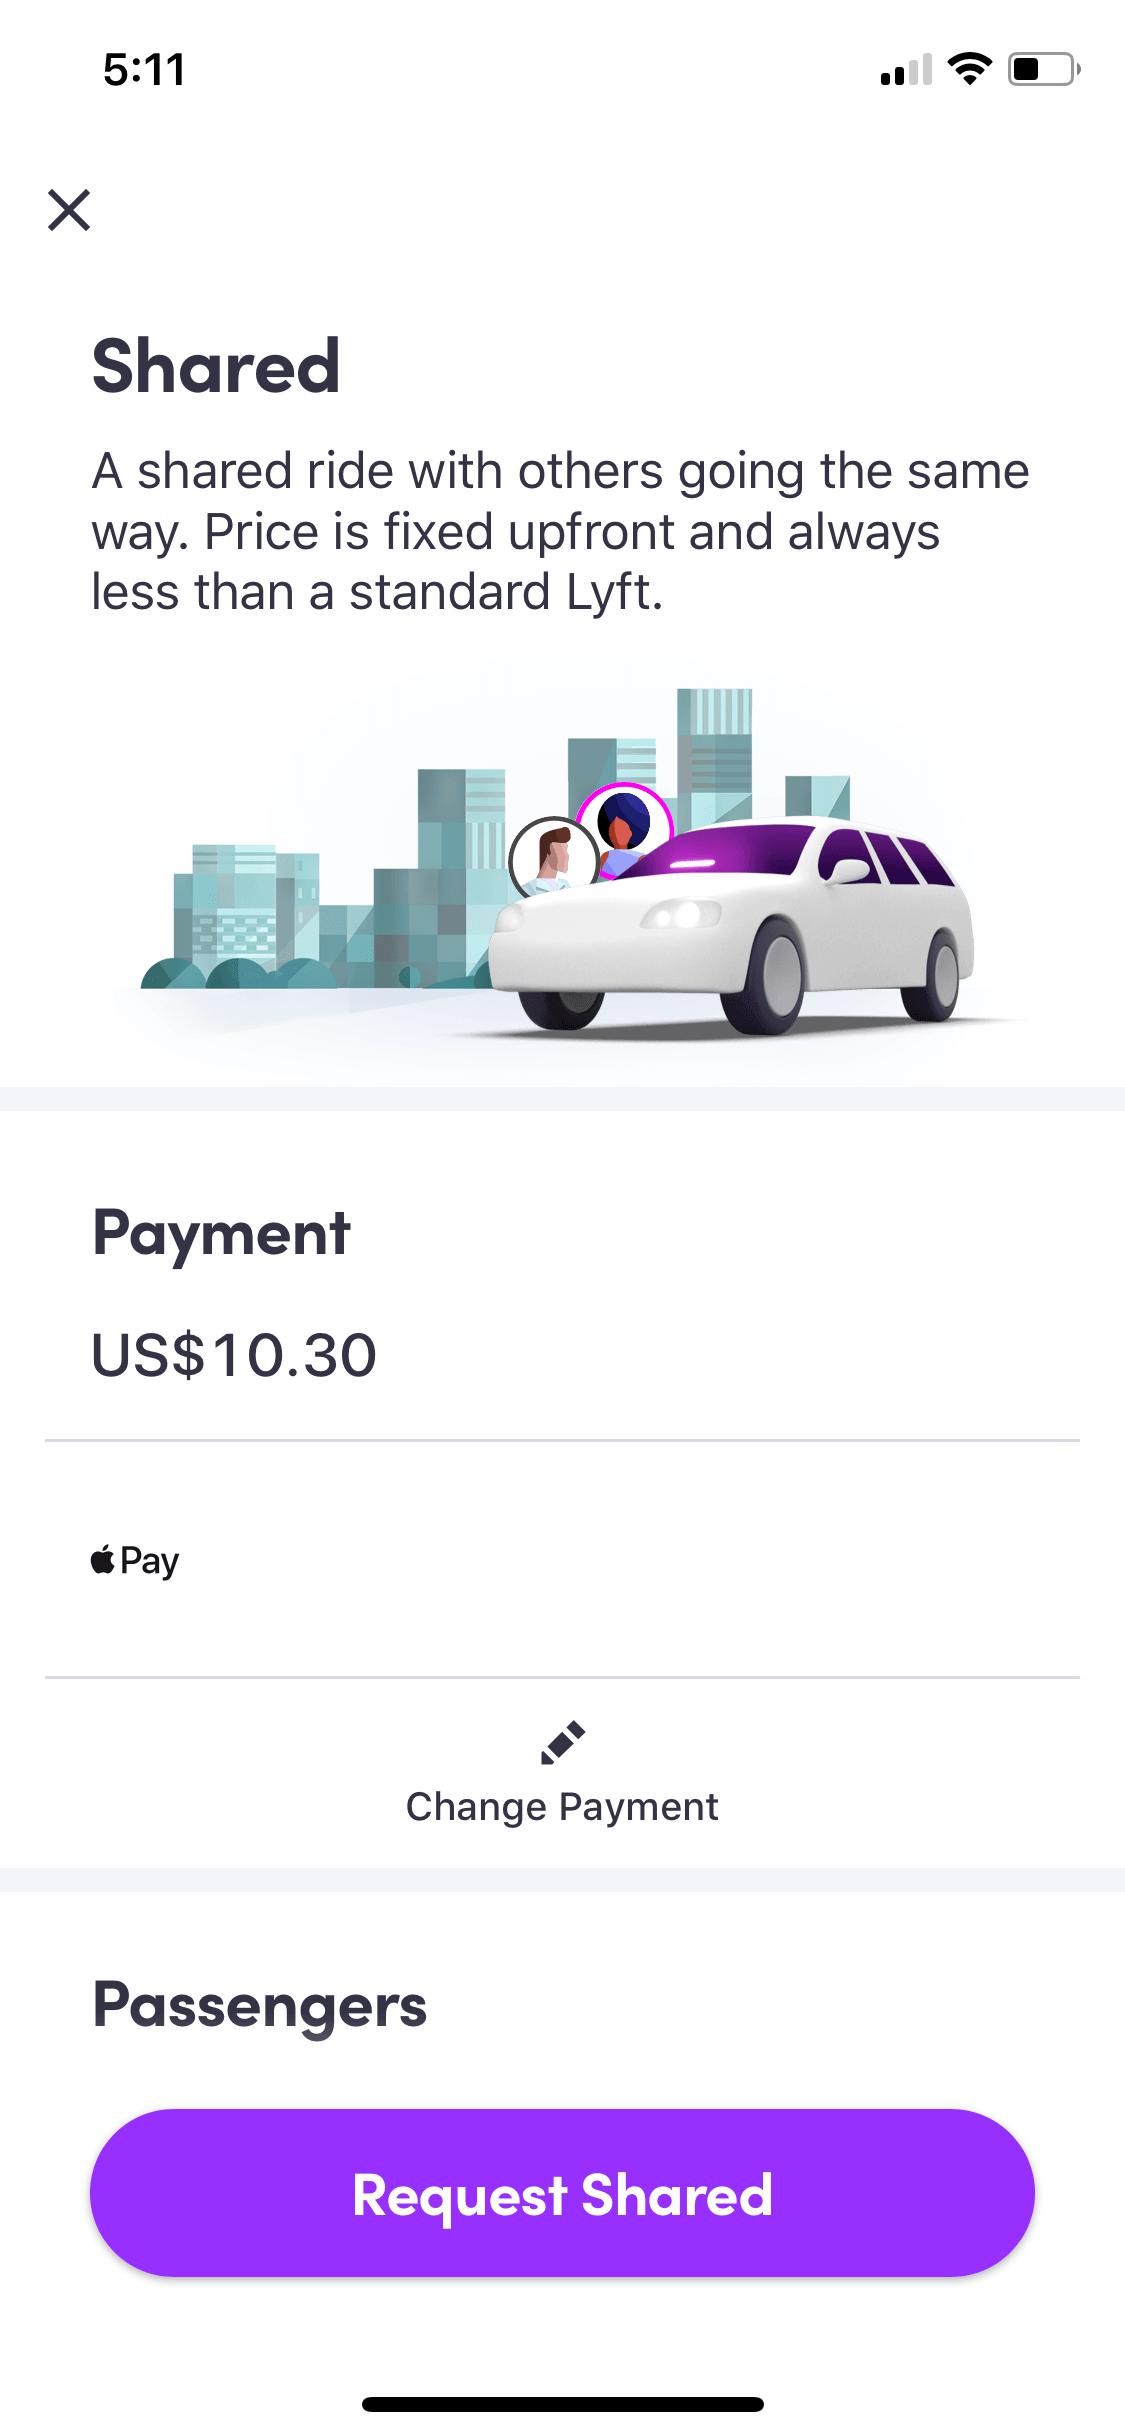 5:11
Shared
A shared ride with others going the same
way. Price is fixed upfront and always
less than a standard Lyft.
Payment
US$10.30
Pay
Change Payment
Passengers
Request Shared